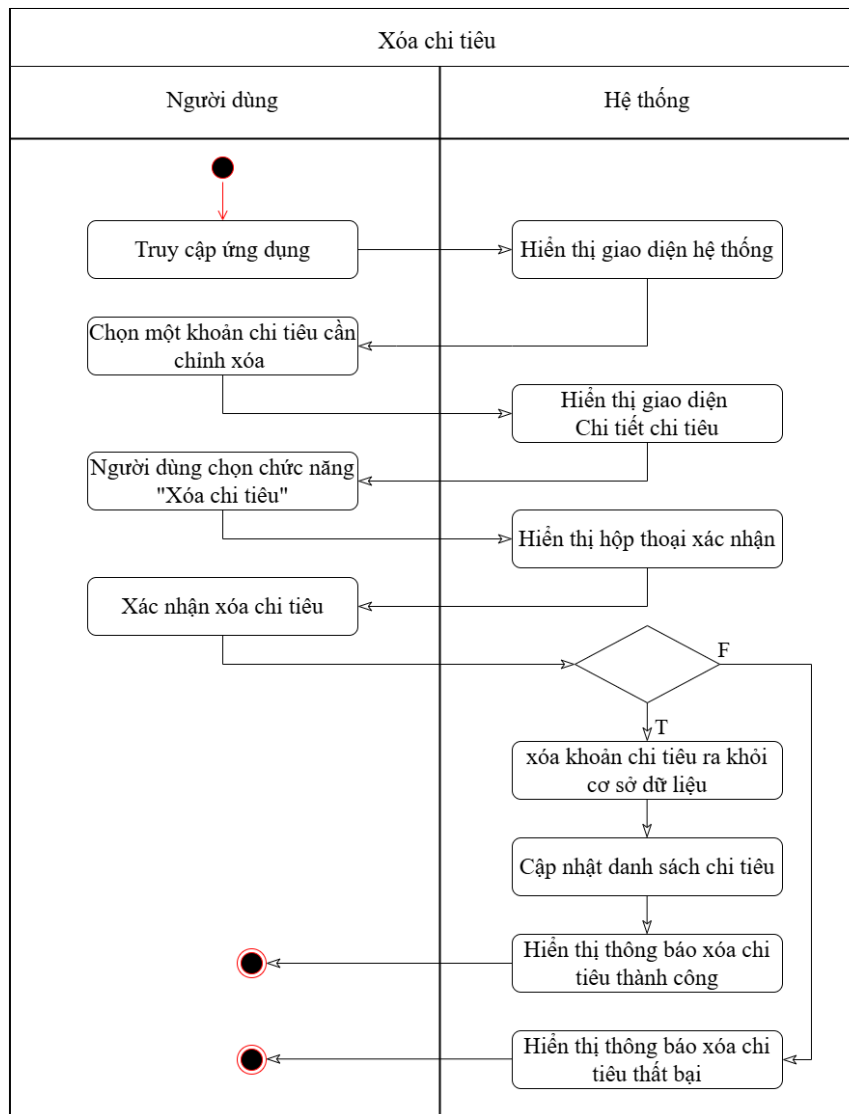 Xóa chi tiêu
Người dùng
Hệ thống
Truy cập ứng dụng
Hiển thị giao diện hệ thống
Chọn một khoản chi tiêu cần
chỉnh xóa
Hiển thị giao diện
Chi tiết chi tiêu
Người dùng chọn chức năng
"Xóa chi tiêu"
Hiển thị hộp thoại xác nhận
Xác nhận xóa chi tiêu
F
T
xóa khoản chi tiêu ra khỏi
cơ sở dữ liệu
Cập nhật danh sách chi tiêu
Hiển thị thông báo xóa chi
tiêu thành công
Hiển thị thông báo xóa chi
tiêu thất bại